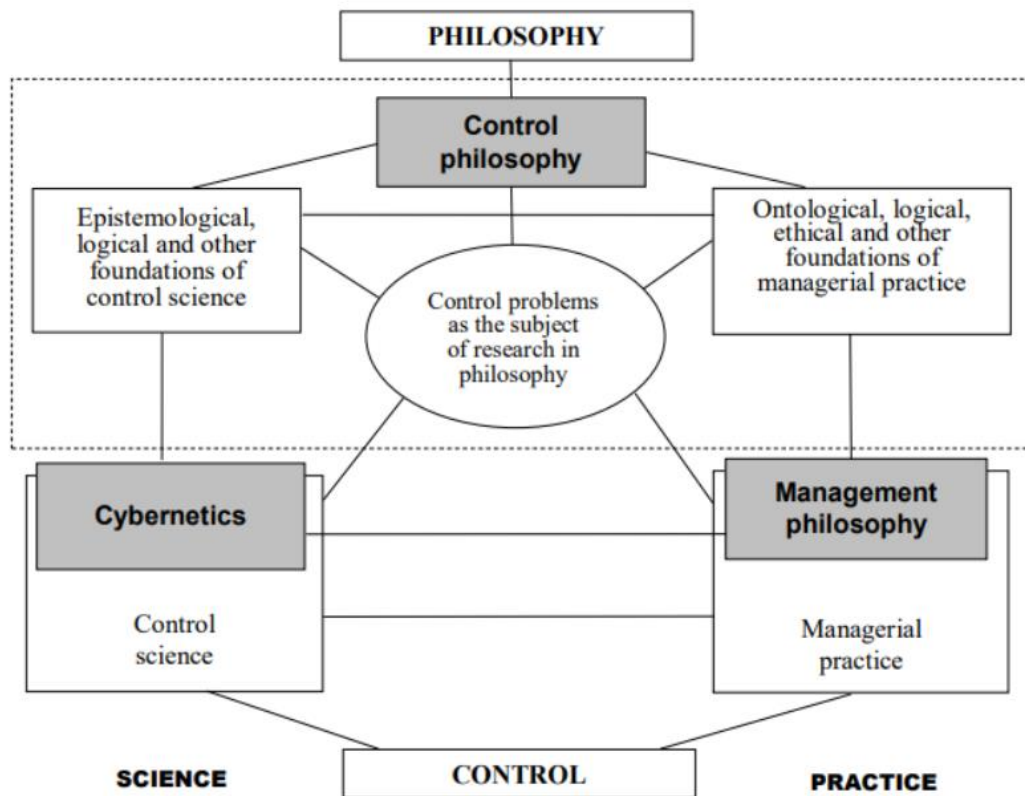 PHILOSOPHY
Control
philosophy
Epistemological,
logical and other
foundations of
control science
Ontological, logical,
ethical and other
foundations of
managerial practice
Control problems
as the subject
of research in
philosophy
Cybernetics
Management
philosophy
Control
science
Managerial
practice
SCIENCE
CONTROL
PRACTICE